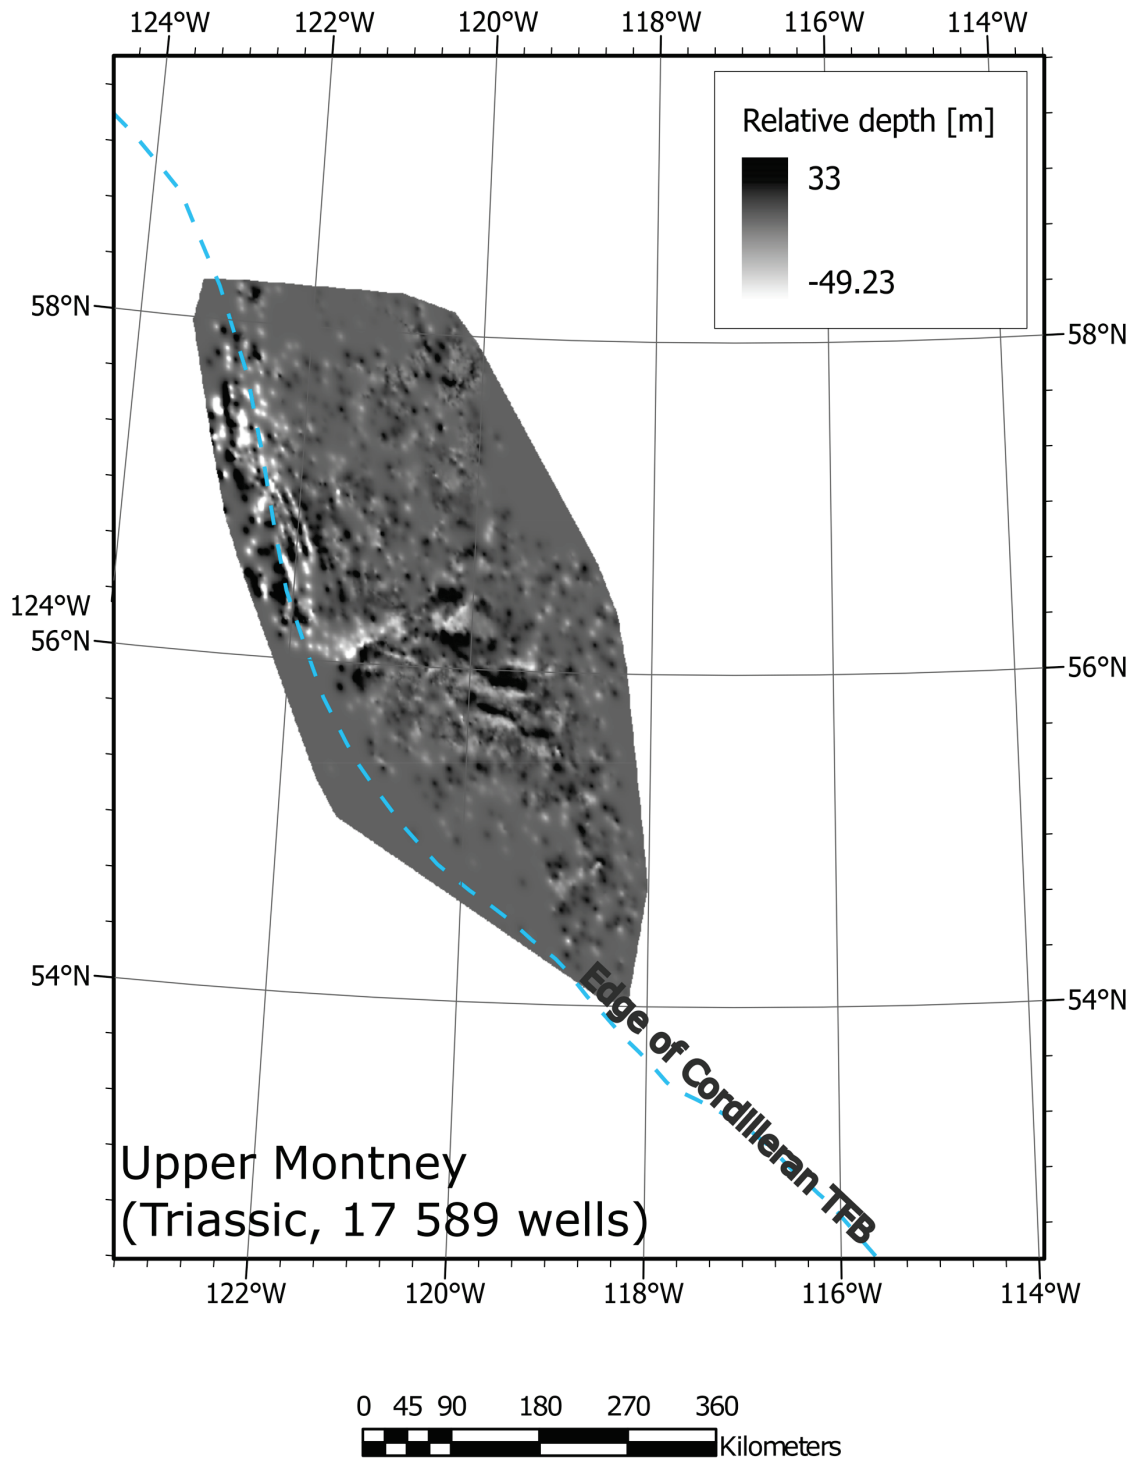 124°W 122°W 120°W 118°W 116°W 114°W
Relative depth [m]
33
-49.23
58°N
58°N
124°W
56°N
56°N
54°N
54°N
Edge of Cordilleran TFB
Upper Montney
(Triassic, 17 589 wells)
122°W 120°W 118°W 116°W 114°W
0 45 90 180 270 360
Kilometers